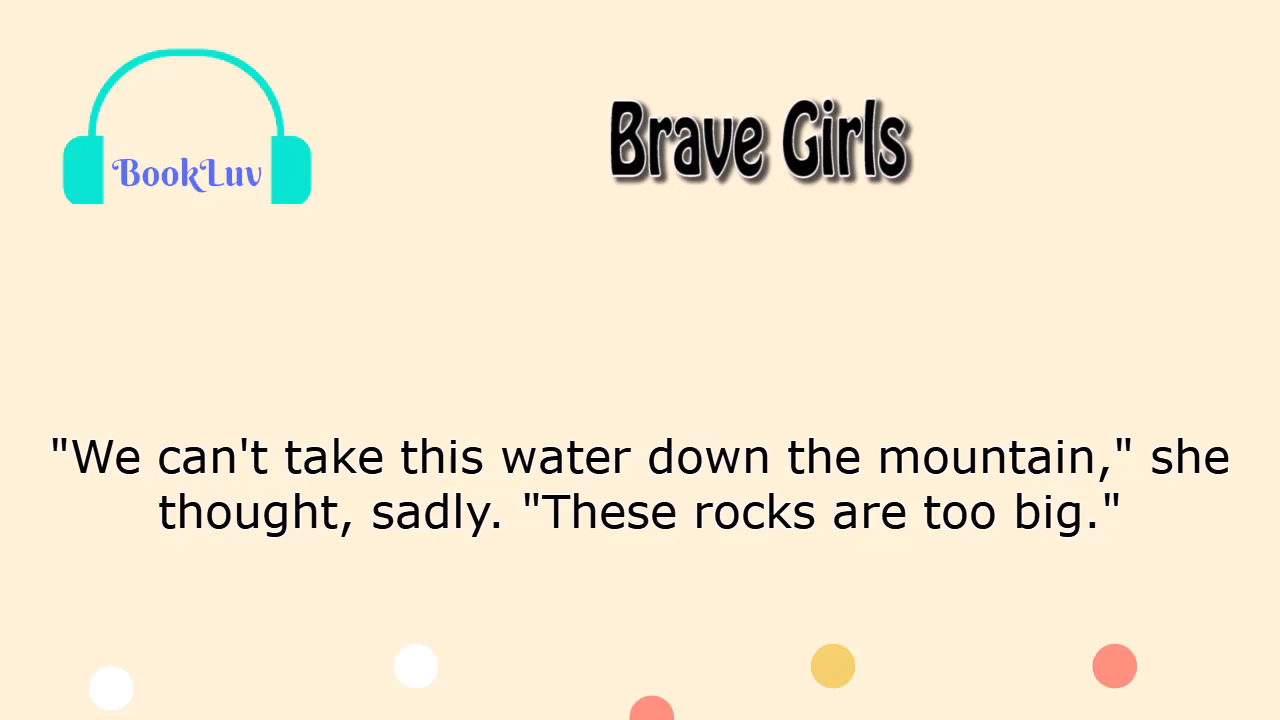 BookLuv
Brave Girls
"We can't take this water down the mountain," she
thought, sadly. "These rocks are too big."